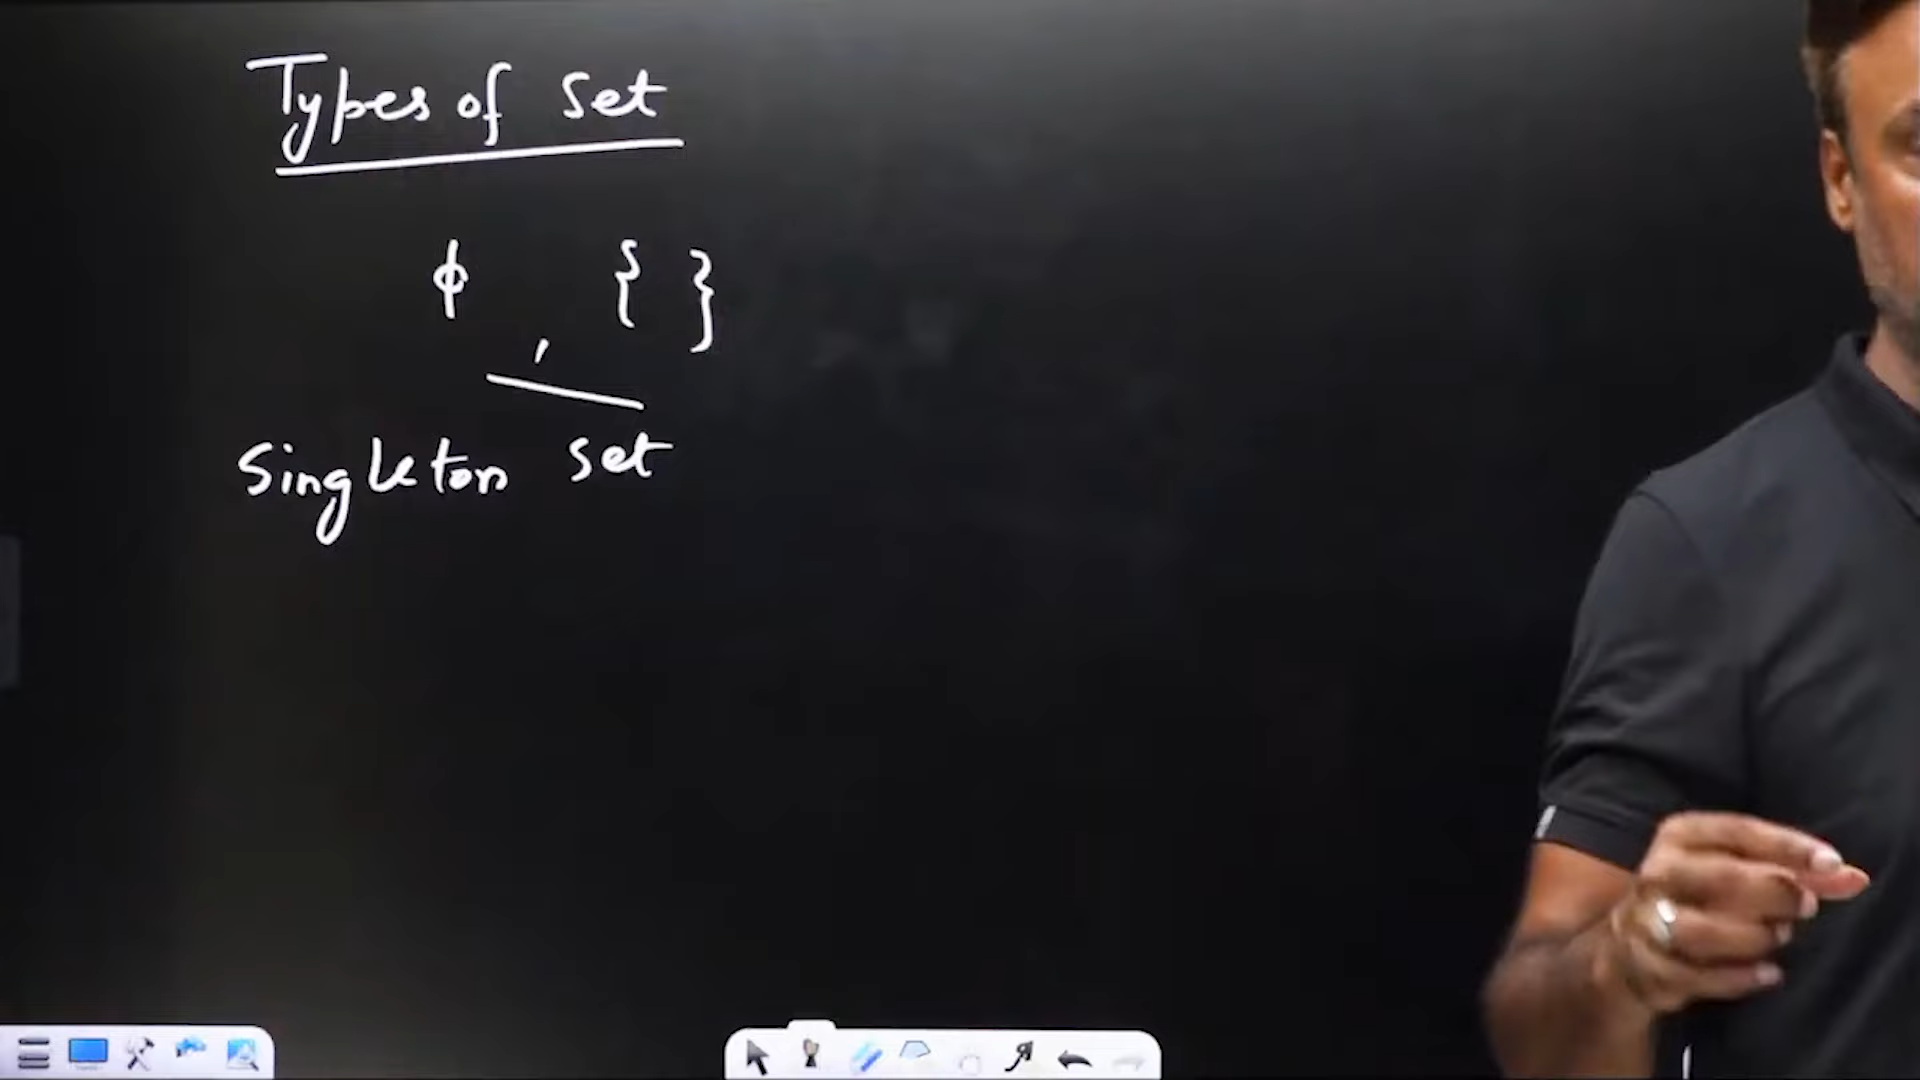 Types of set
φ { }
,
Singleton set